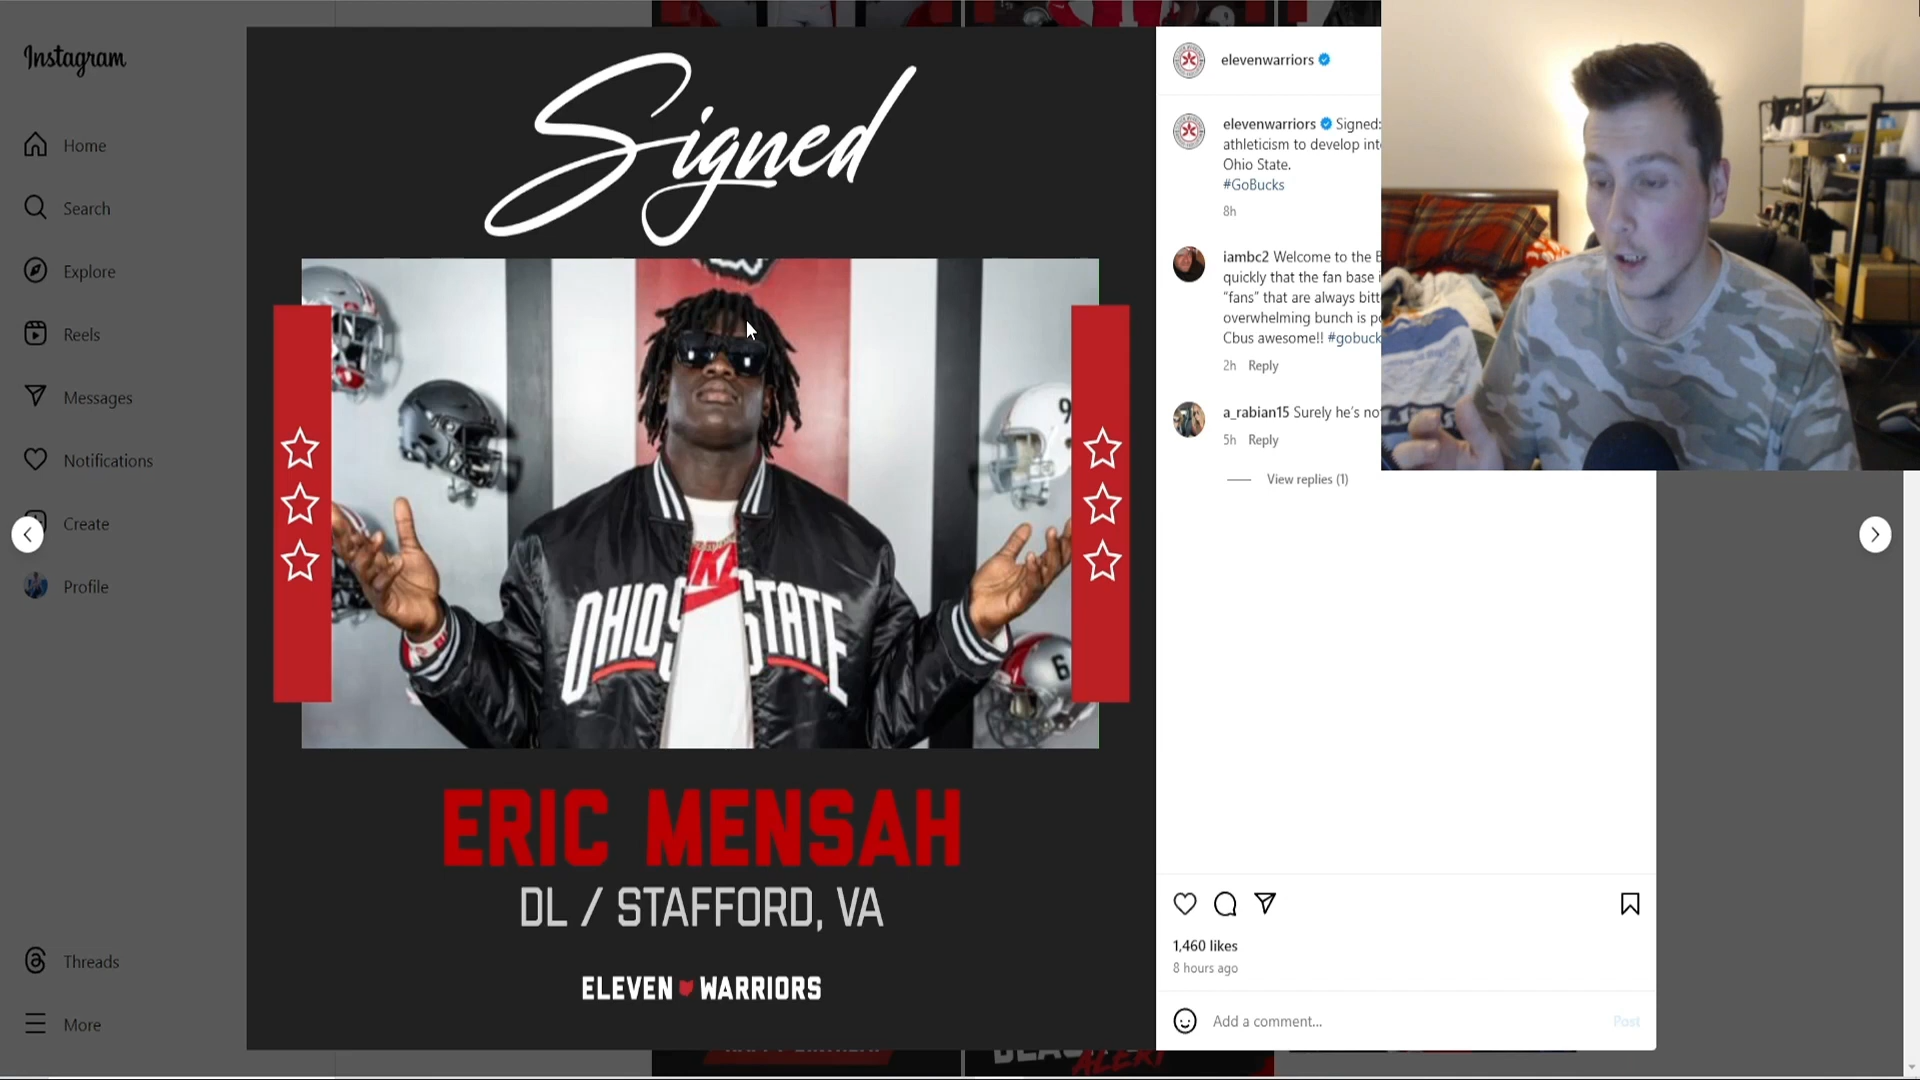 Instagram
Home
Search
Explore
Reels
Messages
Notifications
Create
Profile
Threads
More
Signed
OHIO STATE
9
6
ERIC MENSAH
DL / STAFFORD, VA
ELEVEN WARRIORS
elevenwarriors
elevenwarriors Signed:
athleticism to develop int
Ohio State.
#GoBucks
8h
iambc2 Welcome to the B
quickly that the fan base i
“fans” that are always bitt
overwhelming bunch is p
Cbus awesome!! #gobuck
2h Reply
a_rabian15 Surely he's no
5h Reply
View replies (1)
1,460 likes
8 hours ago
Add a comment...
Post
ALERT